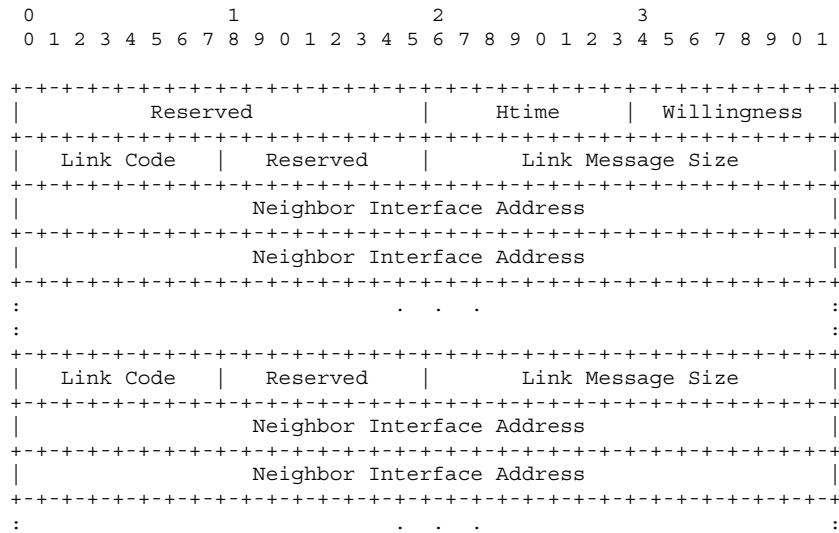 0                   1                   2                   3
0 1 2 3 4 5 6 7 8 9 0 1 2 3 4 5 6 7 8 9 0 1 2 3 4 5 6 7 8 9 0 1
+-+-+-+-+-+-+-+-+-+-+-+-+-+-+-+-+-+-+-+-+-+-+-+-+-+-+-+-+-+-+-+-+
|          Reserved             |     Htime     |  Willingness  |
+-+-+-+-+-+-+-+-+-+-+-+-+-+-+-+-+-+-+-+-+-+-+-+-+-+-+-+-+-+-+-+-+
|   Link Code   |   Reserved    |       Link Message Size       |
+-+-+-+-+-+-+-+-+-+-+-+-+-+-+-+-+-+-+-+-+-+-+-+-+-+-+-+-+-+-+-+-+
|                  Neighbor Interface Address                   |
+-+-+-+-+-+-+-+-+-+-+-+-+-+-+-+-+-+-+-+-+-+-+-+-+-+-+-+-+-+-+-+-+
|                  Neighbor Interface Address                   |
+-+-+-+-+-+-+-+-+-+-+-+-+-+-+-+-+-+-+-+-+-+-+-+-+-+-+-+-+-+-+-+-+
:                             .  .  .                           :
:                                                               :
+-+-+-+-+-+-+-+-+-+-+-+-+-+-+-+-+-+-+-+-+-+-+-+-+-+-+-+-+-+-+-+-+
|   Link Code   |   Reserved    |       Link Message Size       |
+-+-+-+-+-+-+-+-+-+-+-+-+-+-+-+-+-+-+-+-+-+-+-+-+-+-+-+-+-+-+-+-+
|                  Neighbor Interface Address                   |
+-+-+-+-+-+-+-+-+-+-+-+-+-+-+-+-+-+-+-+-+-+-+-+-+-+-+-+-+-+-+-+-+
|                  Neighbor Interface Address                   |
+-+-+-+-+-+-+-+-+-+-+-+-+-+-+-+-+-+-+-+-+-+-+-+-+-+-+-+-+-+-+-+-+
:                             .  .  .                           :